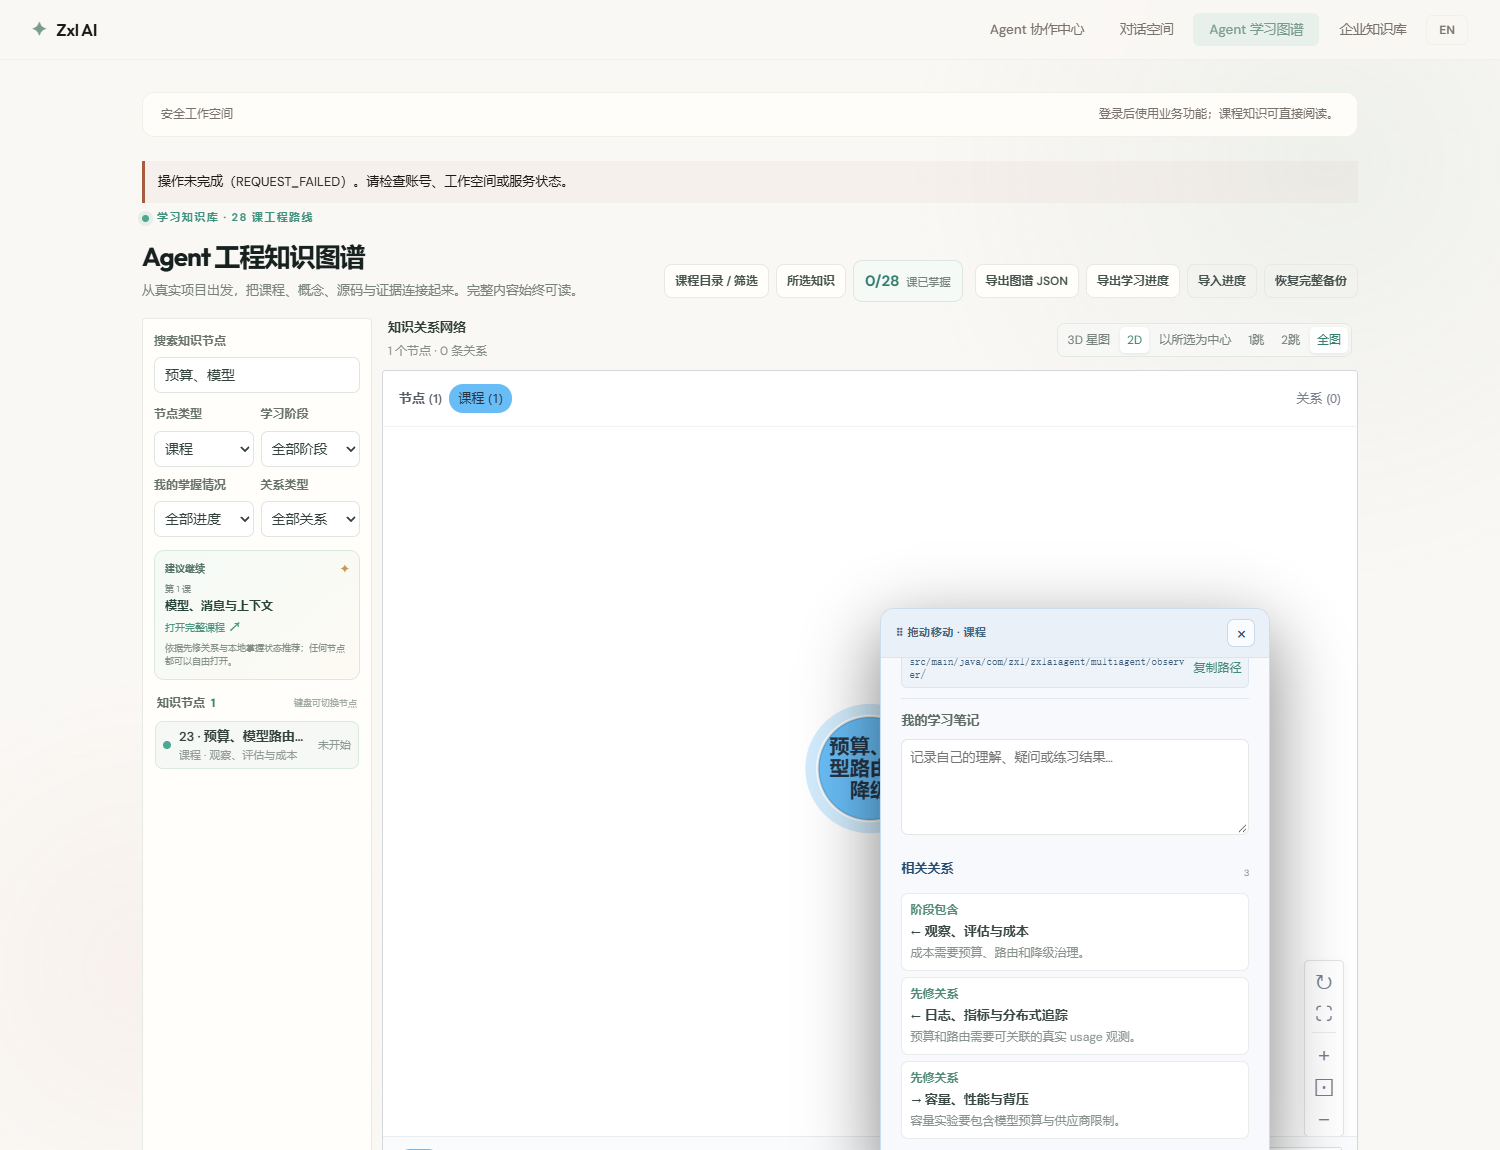 Zxl AI
Agent 协作中心
对话空间
Agent 学习图谱
企业知识库
EN
安全工作空间
登录后使用业务功能；课程知识可直接阅读。
操作未完成（REQUEST_FAILED）。请检查账号、工作空间或服务状态。
学习知识库 · 28 课工程路线
Agent 工程知识图谱
从真实项目出发，把课程、概念、源码与证据连接起来。完整内容始终可读。
课程目录 / 筛选
所选知识
0/28 课已掌握
导出图谱 JSON
导出学习进度
导入进度
恢复完整备份
搜索知识节点
预算、模型
节点类型
学习阶段
课程
全部阶段
我的掌握情况
关系类型
全部进度
全部关系
建议继续
第 1 课
模型、消息与上下文
打开完整课程 ↗
依据先修关系与本地掌握状态推荐；任何节点
都可以自由打开。
知识节点 1
键盘可切换节点
23 · 预算、模型路由...
未开始
课程 · 观察、评估与成本
知识关系网络
1 个节点 · 0 条关系
3D 星图
2D
以所选为中心
1跳
2跳
全图
节点 (1)
课程 (1)
关系 (0)
预算、
型路由
降级
拖动移动 · 课程
×
src/main/java/com/zxl/zxlaiagent/multiagent/observ
er/
复制路径
我的学习笔记
记录自己的理解、疑问或练习结果...
相关关系
3
阶段包含
← 观察、评估与成本
成本需要预算、路由和降级治理。
先修关系
← 日志、指标与分布式追踪
预算和路由需要可关联的真实 usage 观测。
先修关系
→ 容量、性能与背压
容量实验要包含模型预算与供应商限制。